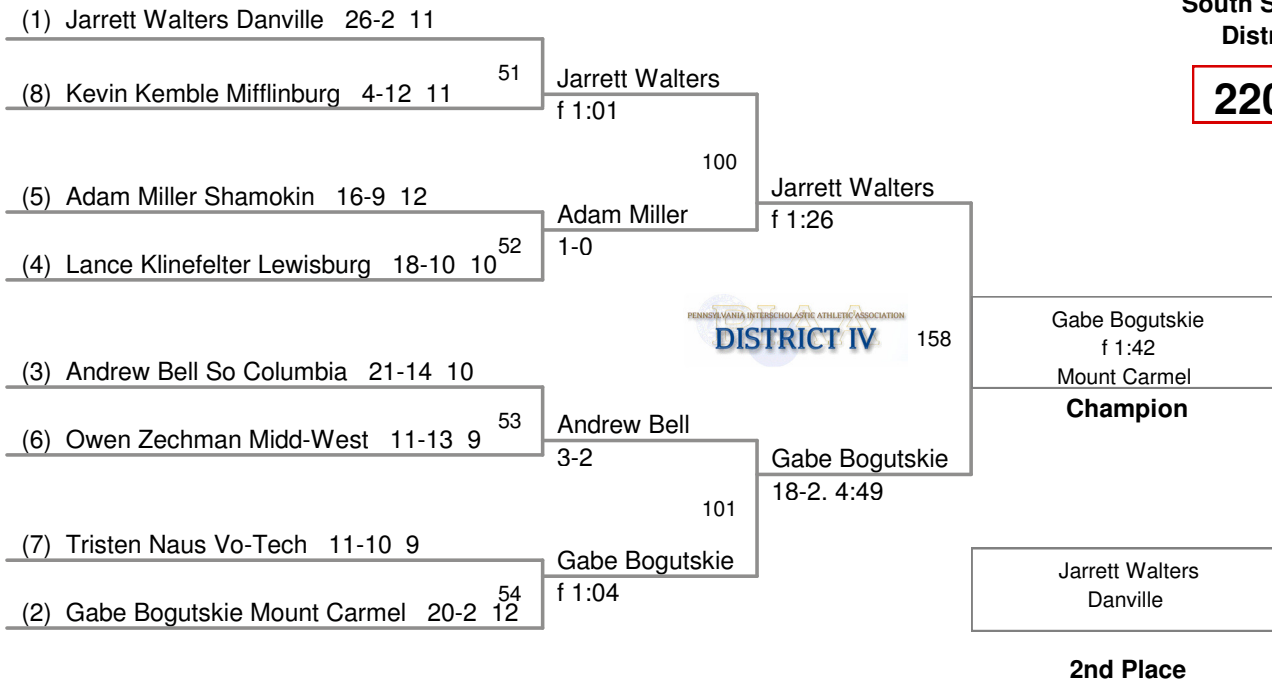 South S
Distr
220
(1) Jarrett Walters Danville 26-2 11
51
(8) Kevin Kemble Mifflinburg 4-12 11
Jarrett Walters
f 1:01
100
(5) Adam Miller Shamokin 16-9 12
52
(4) Lance Klinefelter Lewisburg 18-10 10
Adam Miller
1-0
Jarrett Walters
f 1:26
PENNSYLVANIA INTERSCHOLASTIC ATHLETIC ASSOCIATION
DISTRICT IV
158
(3) Andrew Bell So Columbia 21-14 10
53
(6) Owen Zechman Midd-West 11-13 9
Andrew Bell
3-2
101
(7) Tristen Naus Vo-Tech 11-10 9
54
(2) Gabe Bogutskie Mount Carmel 20-2 12
Gabe Bogutskie
f 1:04
Gabe Bogutskie
18-2. 4:49
Gabe Bogutskie
f 1:42
Mount Carmel
Champion
Jarrett Walters
Danville
2nd Place